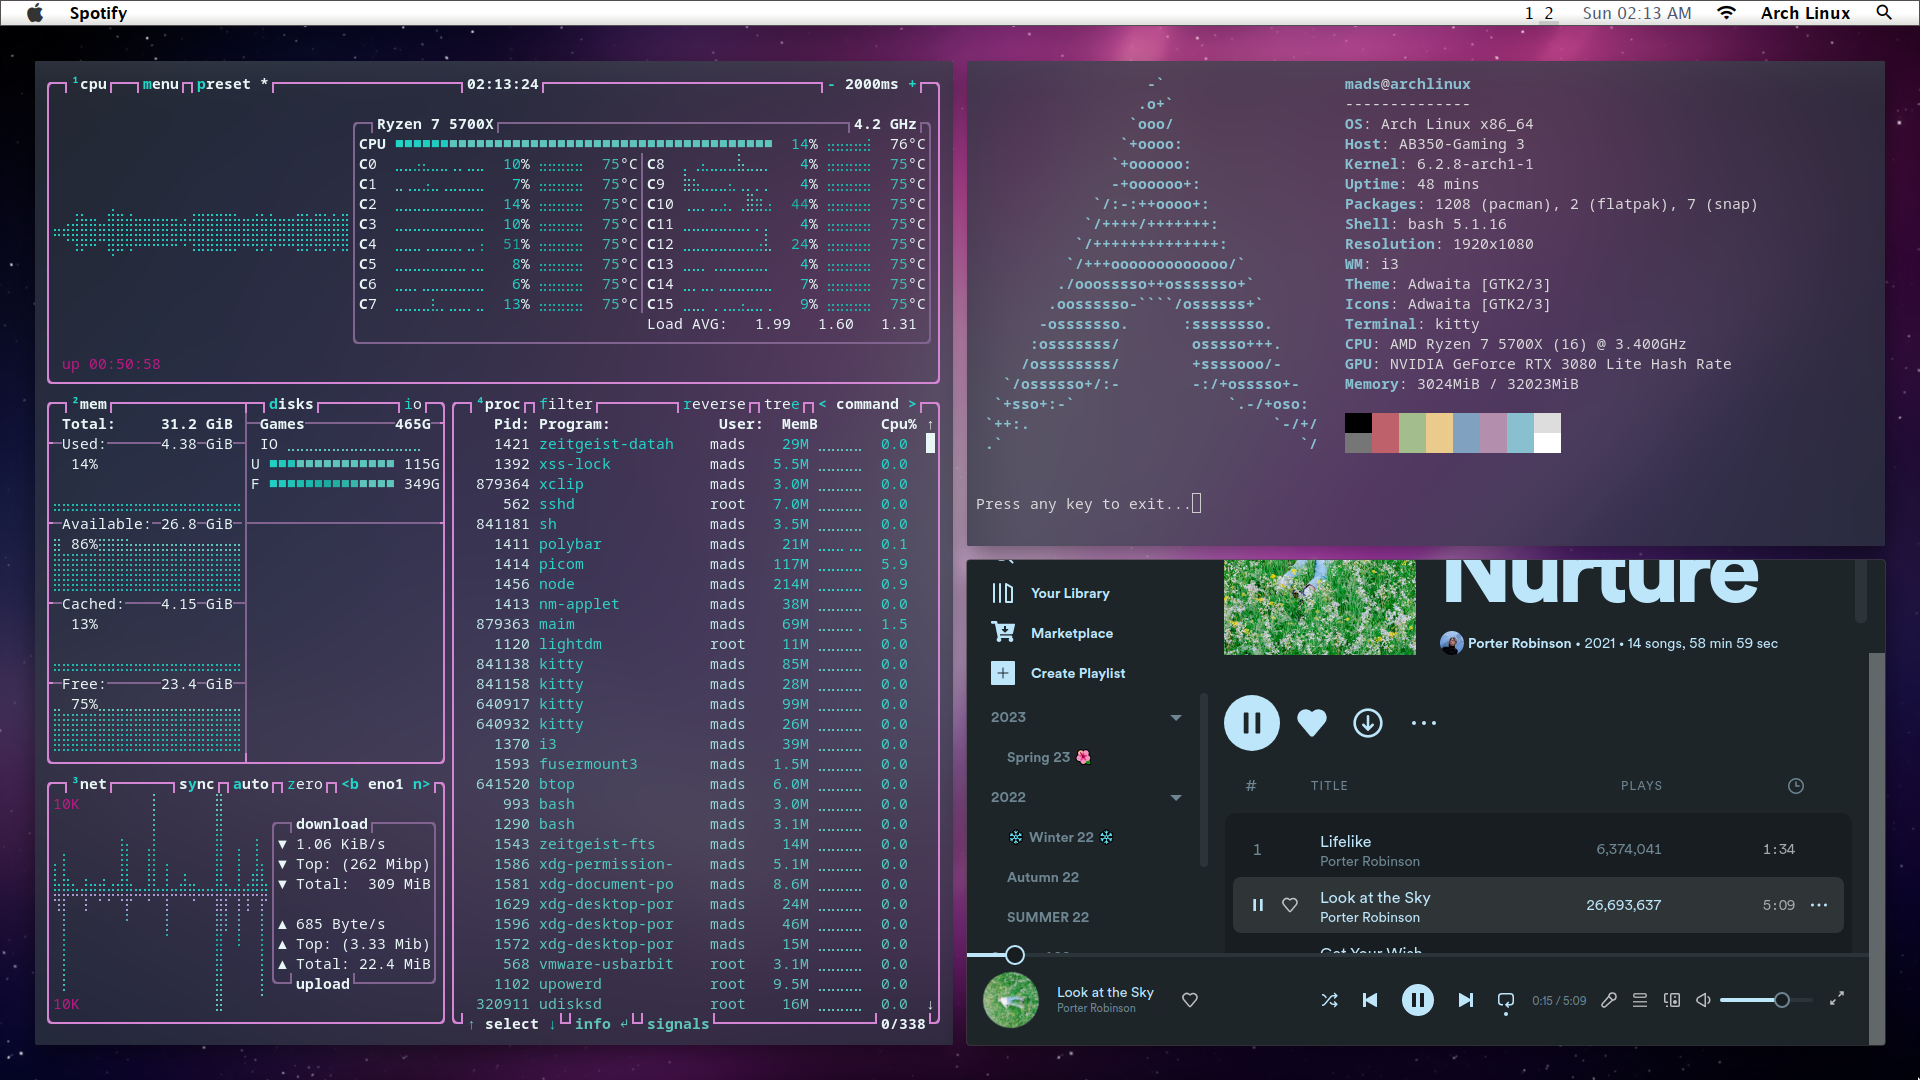 Spotify
1 2 Sun 02:13 AM Arch Linux
¹cpu menu preset * 02:13:24 - 2000ms +
Ryzen 7 5700X 4.2 GHz
CPU 14% 76°C
C0 10% 75°C C8 4% 75°C
C1 7% 75°C C9 4% 75°C
C2 14% 75°C C10 44% 75°C
C3 10% 75°C C11 4% 75°C
C4 51% 75°C C12 24% 75°C
C5 8% 75°C C13 4% 75°C
C6 6% 75°C C14 7% 75°C
C7 13% 75°C C15 9% 75°C
Load AVG: 1.99 1.60 1.31
up 00:50:58
²mem
Total: 31.2 GiB
Used: 4.38 GiB
14%
Available: 26.8 GiB
86%
Cached: 4.15 GiB
13%
Free: 23.4 GiB
75%
disks io
Games 465G
IO
U 115G
F 349G
³net sync auto zero <b eno1 n>
10K
download
▼ 1.06 KiB/s
▼ Top: (262 Mibp)
▼ Total: 309 MiB
▲ 685 Byte/s
▲ Top: (3.33 Mib)
▲ Total: 22.4 MiB
upload
10K
⁴proc filter reverse tree < command >
Pid: Program: User: MemB Cpu% ↑
1421 zeitgeist-datah mads 29M 0.0
1392 xss-lock mads 5.5M 0.0
879364 xclip mads 3.0M 0.0
562 sshd root 7.0M 0.0
841181 sh mads 3.5M 0.0
1411 polybar mads 21M 0.1
1414 picom mads 117M 5.9
1456 node mads 214M 0.9
1413 nm-applet mads 38M 0.0
879363 maim mads 69M 1.5
1120 lightdm root 11M 0.0
841138 kitty mads 85M 0.0
841158 kitty mads 28M 0.0
640917 kitty mads 99M 0.0
640932 kitty mads 26M 0.0
1370 i3 mads 39M 0.0
1593 fusermount3 mads 1.5M 0.0
641520 btop mads 6.0M 0.0
993 bash mads 3.0M 0.0
1290 bash mads 3.1M 0.0
1543 zeitgeist-fts mads 14M 0.0
1586 xdg-permission- mads 5.1M 0.0
1581 xdg-document-po mads 8.6M 0.0
1629 xdg-desktop-por mads 24M 0.0
1596 xdg-desktop-por mads 46M 0.0
1572 xdg-desktop-por mads 15M 0.0
568 vmware-usbarbit root 3.1M 0.0
1102 upowerd root 9.5M 0.0
320911 udisksd root 16M 0.0 ↓
↑ select ↓ info ↵ signals 0/338
mads@archlinux
--------------
OS: Arch Linux x86_64
Host: AB350-Gaming 3
Kernel: 6.2.8-arch1-1
Uptime: 48 mins
Packages: 1208 (pacman), 2 (flatpak), 7 (snap)
Shell: bash 5.1.16
Resolution: 1920x1080
WM: i3
Theme: Adwaita [GTK2/3]
Icons: Adwaita [GTK2/3]
Terminal: kitty
CPU: AMD Ryzen 7 5700X (16) @ 3.400GHz
GPU: NVIDIA GeForce RTX 3080 Lite Hash Rate
Memory: 3024MiB / 32023MiB
Press any key to exit...
Your Library
Marketplace
Create Playlist
2023
Spring 23 🌺
2022
❄ Winter 22 ❄
Autumn 22
SUMMER 22
Nurture
Porter Robinson • 2021 • 14 songs, 58 min 59 sec
# TITLE PLAYS
1 Lifelike 6,374,041 1:34
Porter Robinson
Look at the Sky 26,693,637 5:09
Porter Robinson
Get Your Wish
Look at the Sky
Porter Robinson
0:15 / 5:09